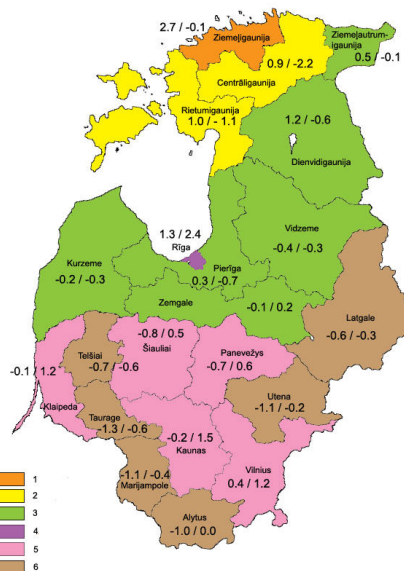 2.7 / -0.1
Ziemeļigaunija
Ziemeļautrum-
igaunija
0.5 / -0.1
0.9 / -2.2
Centrāligaunija
Rietumigaunija
1.0 / - 1.1
1.2 / -0.6
Dienvidigaunija
1.3 / 2.4
Rīga
Vidzeme
-0.4 / -0.3
Kurzeme
-0.2 / -0.3
Pierīga
0.3 / -0.7
Zemgale
-0.1 / 0.2
Latgale
-0.6 / -0.3
-0.8 / 0.5
Šiauliai
Panevežys
-0.7 / 0.6
Telšiai
-0.7 / -0.6
-0.1 / 1.2
Klaipeda
Utena
-1.1 / -0.2
Taurage
-1.3 / -0.6
-0.2 / 1.5
Kaunas
-1.1 / -0.4
Marijampole
Vilnius
0.4 / 1.2
Alytus
-1.0 / 0.0
1
2
3
4
5
6